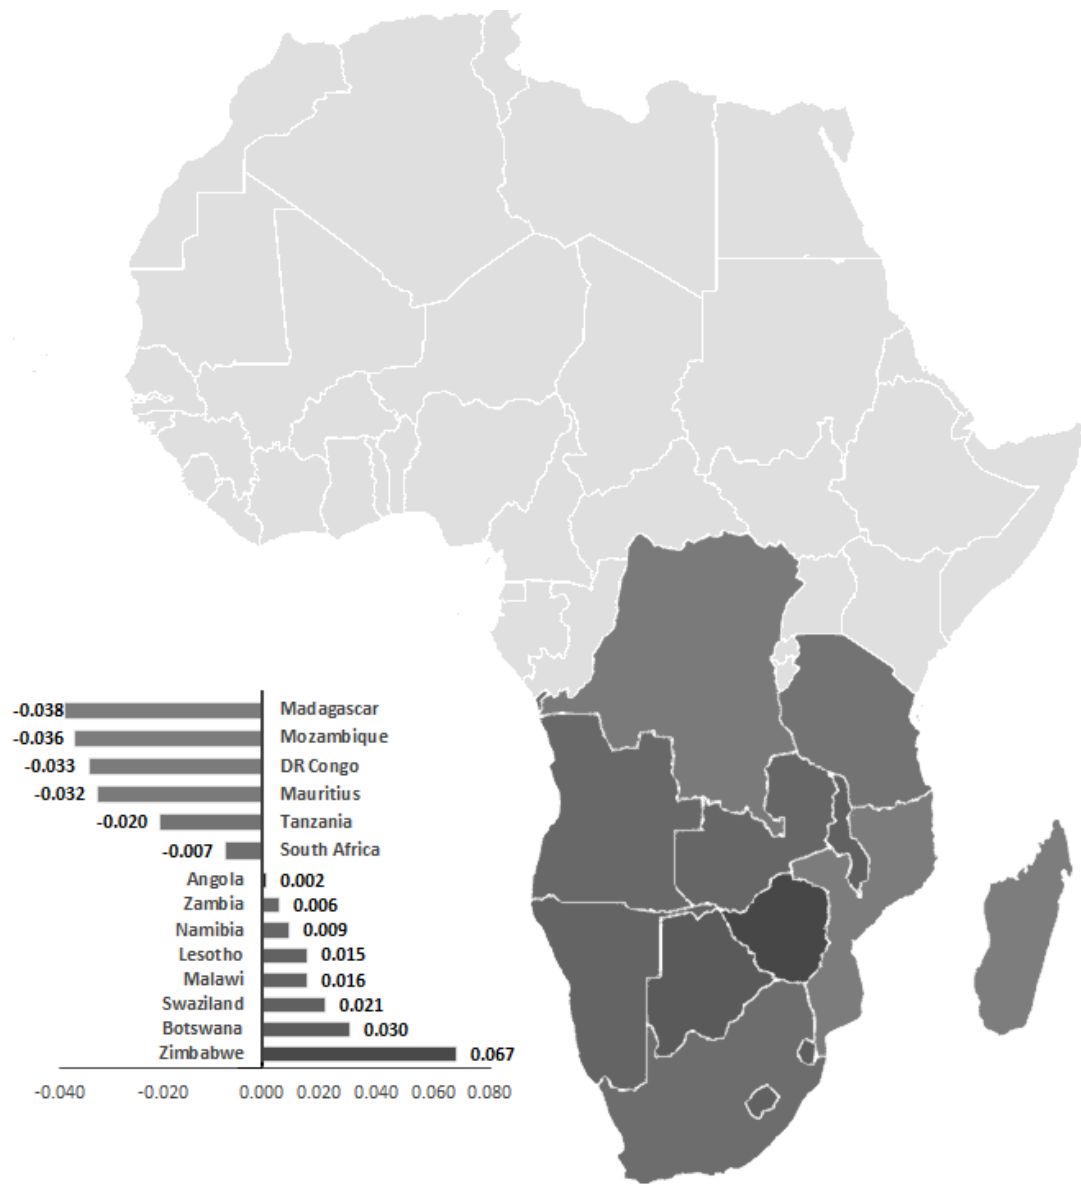 -0.038 Madagascar
-0.036 Mozambique
-0.033 DR Congo
-0.032 Mauritius
-0.020 Tanzania
-0.007 South Africa
Angola 0.002
Zambia 0.006
Namibia 0.009
Lesotho 0.015
Malawi 0.016
Swaziland 0.021
Botswana 0.030
Zimbabwe 0.067
-0.040 -0.020 0.000 0.020 0.040 0.060 0.080